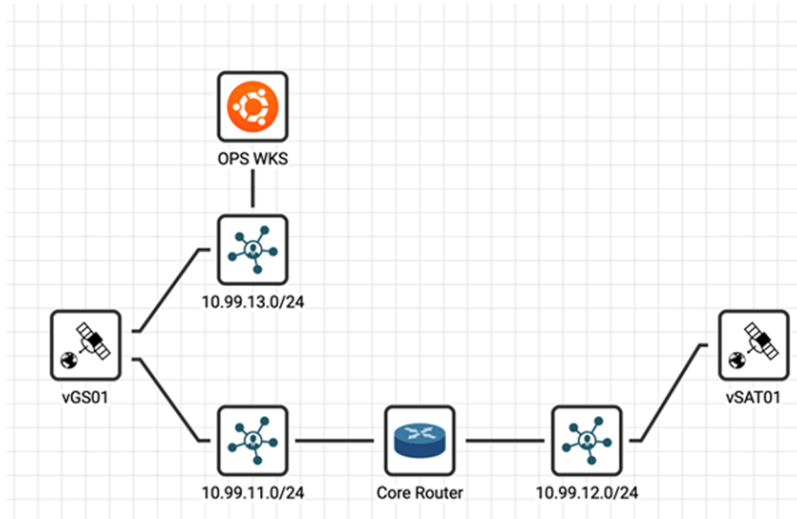 OPS WKS
10.99.13.0/24
vGS01
vSAT01
10.99.11.0/24
Core Router
10.99.12.0/24